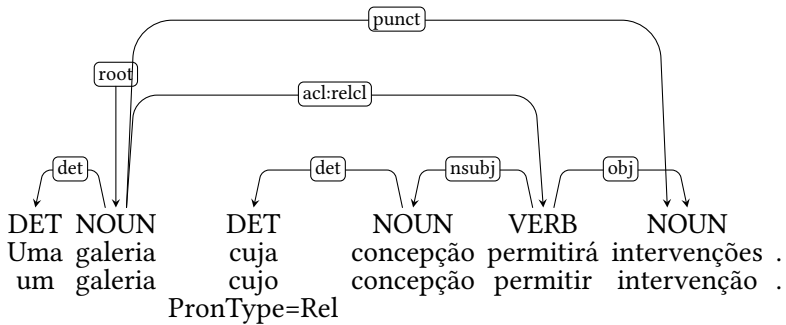 punct
root
acl:relcl
det det nsubj obj
DET NOUN DET NOUN VERB NOUN
Uma galeria cuja concepção permitirá intervenções .
um galeria cujo concepção permitir intervenção .
PronType=Rel